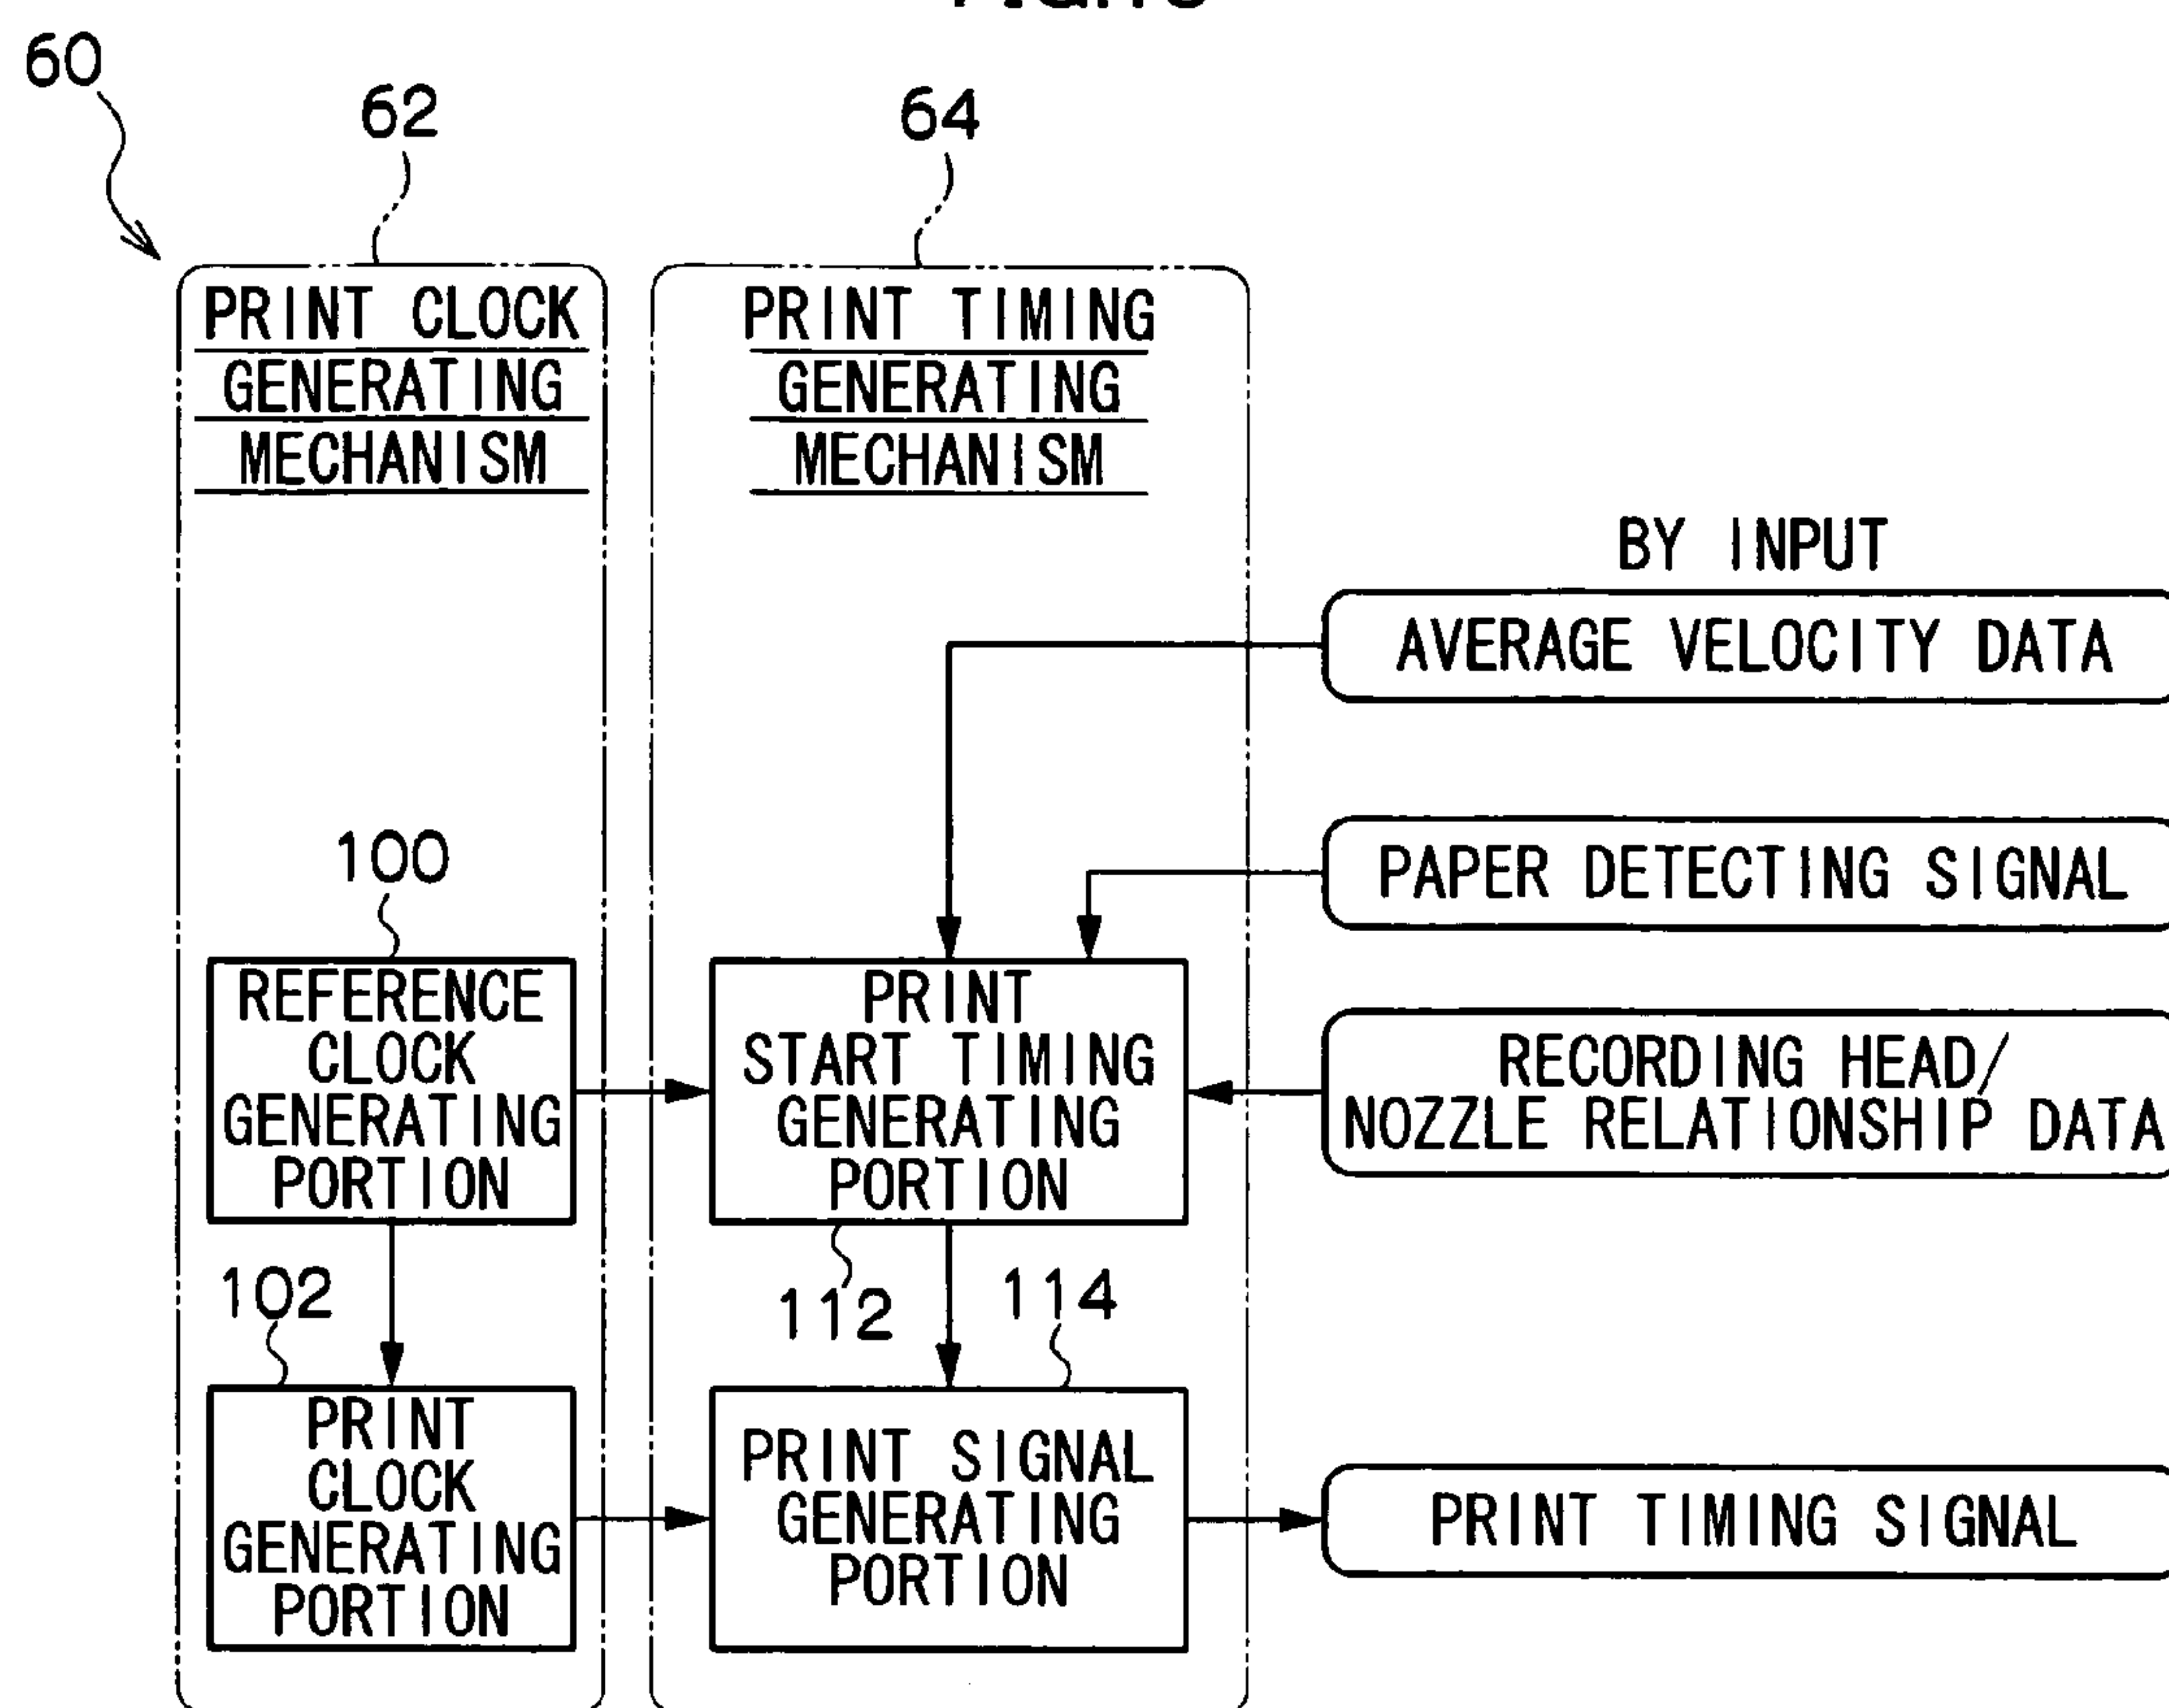 60
62
64
PRINT CLOCK
GENERATING
MECHANISM
PRINT TIMING
GENERATING
MECHANISM
BY INPUT
AVERAGE VELOCITY DATA
PAPER DETECTING SIGNAL
100
REFERENCE
CLOCK
GENERATING
PORTION
PRINT
START TIMING
GENERATING
PORTION
RECORDING HEAD/
NOZZLE RELATIONSHIP DATA
102
112
114
PRINT
CLOCK
GENERATING
PORTION
PRINT SIGNAL
GENERATING
PORTION
PRINT TIMING SIGNAL